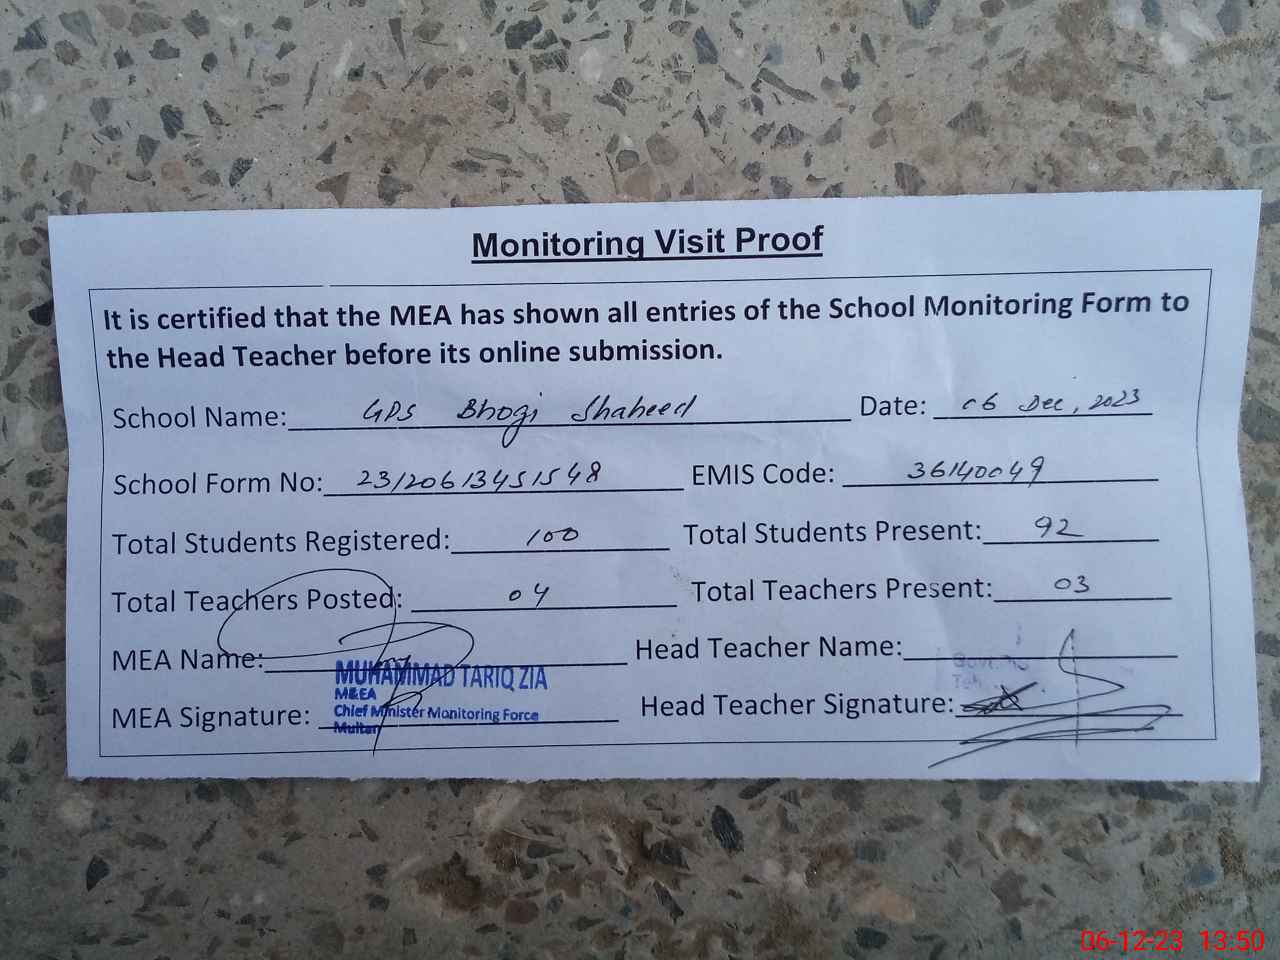 Monitoring Visit Proof
It is certified that the MEA has shown all entries of the School Monitoring Form to
the Head Teacher before its online submission.
School Name: GPS Bhogi Shaheed Date: 06 Dec, 2023
School Form No: 23120613451548 EMIS Code: 36140049
Total Students Registered: 100 Total Students Present: 92
Total Teachers Posted: 04 Total Teachers Present: 03
MEA Name: Head Teacher Name:
MUHAMMAD TARIQ ZIA
M&EA
Chief Minister Monitoring Force
Multan
MEA Signature: Head Teacher Signature:
06-12-23 13:50